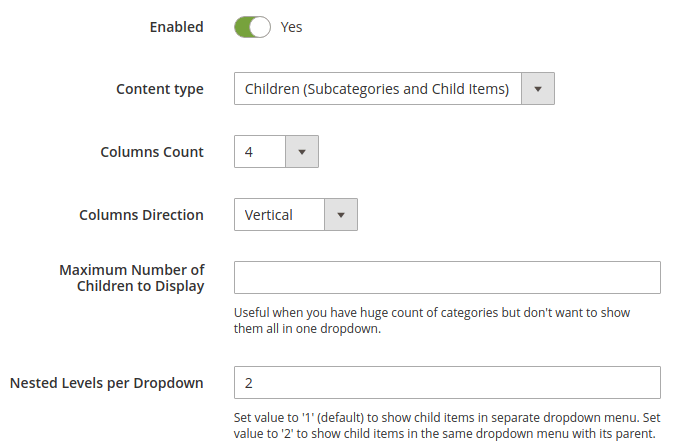 Enabled Yes
Content type Children (Subcategories and Child Items)
Columns Count 4
Columns Direction Vertical
Maximum Number of
Children to Display
Useful when you have huge count of categories but don't want to show
them all in one dropdown.
Nested Levels per Dropdown 2
Set value to '1' (default) to show child items in separate dropdown menu. Set
value to '2' to show child items in the same dropdown menu with its parent.